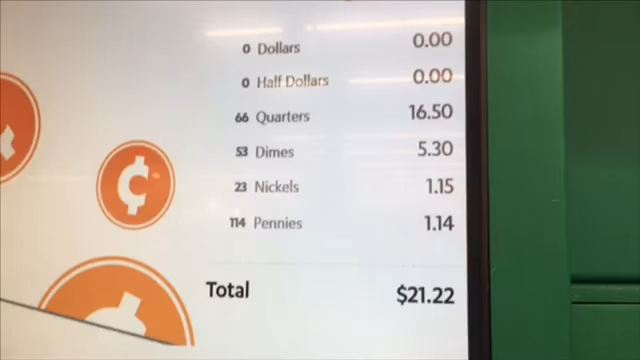 0 Dollars 0.00
0 Half Dollars 0.00
66 Quarters 16.50
53 Dimes 5.30
23 Nickels 1.15
114 Pennies 1.14
Total $21.22
¢